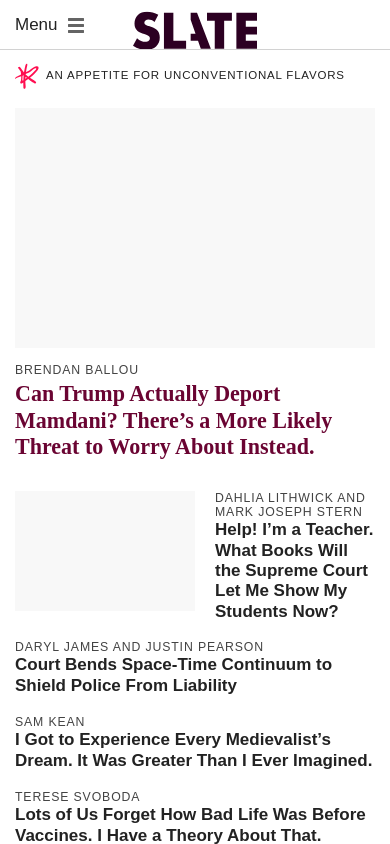 Menu
SLATE
AN APPETITE FOR UNCONVENTIONAL FLAVORS
BRENDAN BALLOU
Can Trump Actually Deport
Mamdani? There’s a More Likely
Threat to Worry About Instead.
DAHLIA LITHWICK AND
MARK JOSEPH STERN
Help! I’m a Teacher.
What Books Will
the Supreme Court
Let Me Show My
Students Now?
DARYL JAMES AND JUSTIN PEARSON
Court Bends Space-Time Continuum to
Shield Police From Liability
SAM KEAN
I Got to Experience Every Medievalist’s
Dream. It Was Greater Than I Ever Imagined.
TERESE SVOBODA
Lots of Us Forget How Bad Life Was Before
Vaccines. I Have a Theory About That.